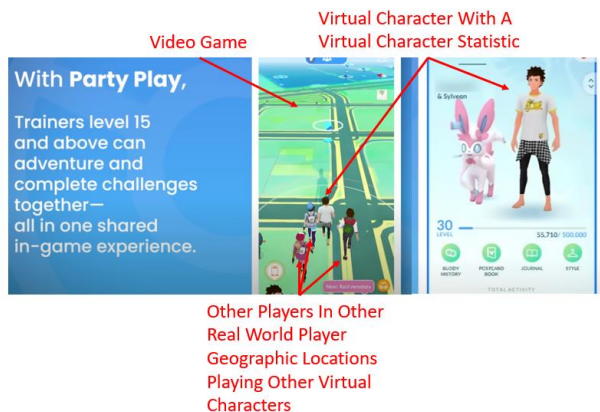 Video Game
Virtual Character With A
Virtual Character Statistic
With Party Play,
Trainers level 15
and above can
adventure and
complete challenges
together—
all in one shared
in-game experience.
& Sylveon
30
LEVEL
55,710 / 500,000
BUDDY
HISTORY
POSTCARD
BOOK
JOURNAL
STYLE
TOTAL ACTIVITY
Other Players In Other
Real World Player
Geographic Locations
Playing Other Virtual
Characters